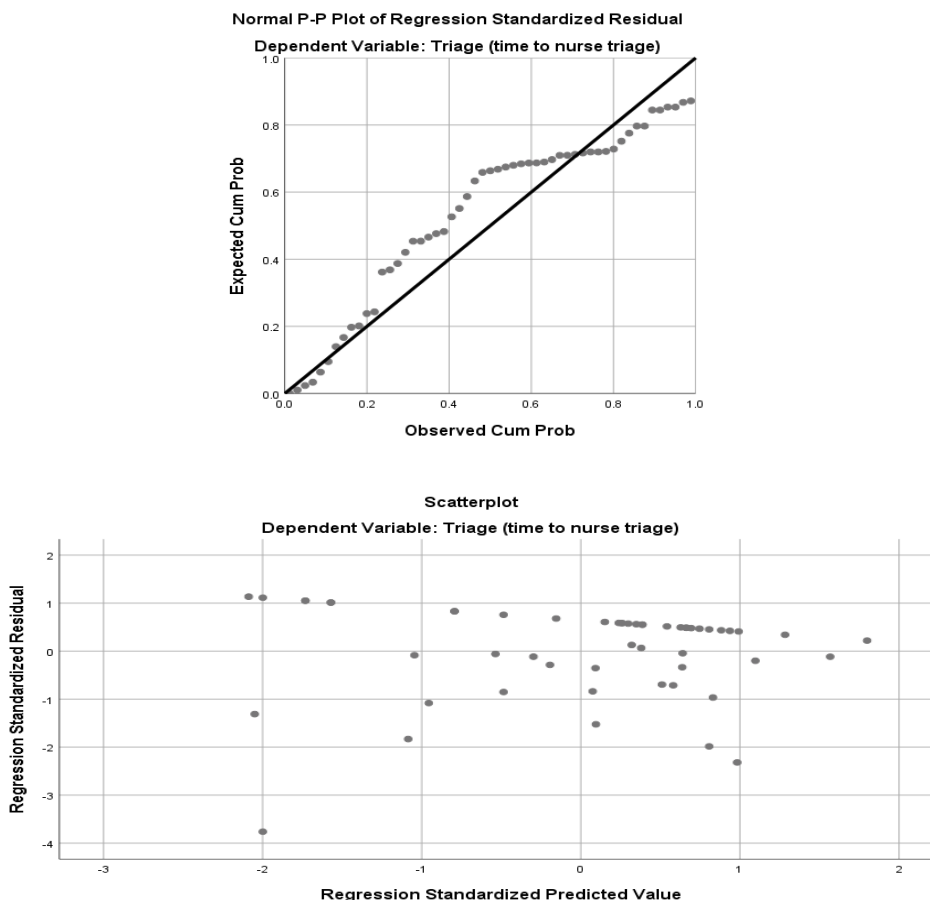 Normal P-P Plot of Regression Standardized Residual
Dependent Variable: Triage (time to nurse triage)
1.0
0.8
0.6
0.4
0.2
0.0
Expected Cum Prob
0.0 0.2 0.4 0.6 0.8 1.0
Observed Cum Prob
Scatterplot
Dependent Variable: Triage (time to nurse triage)
2
1
0
-1
-2
-3
-4
Regression Standardized Residual
-3 -2 -1 0 1 2
Regression Standardized Predicted Value